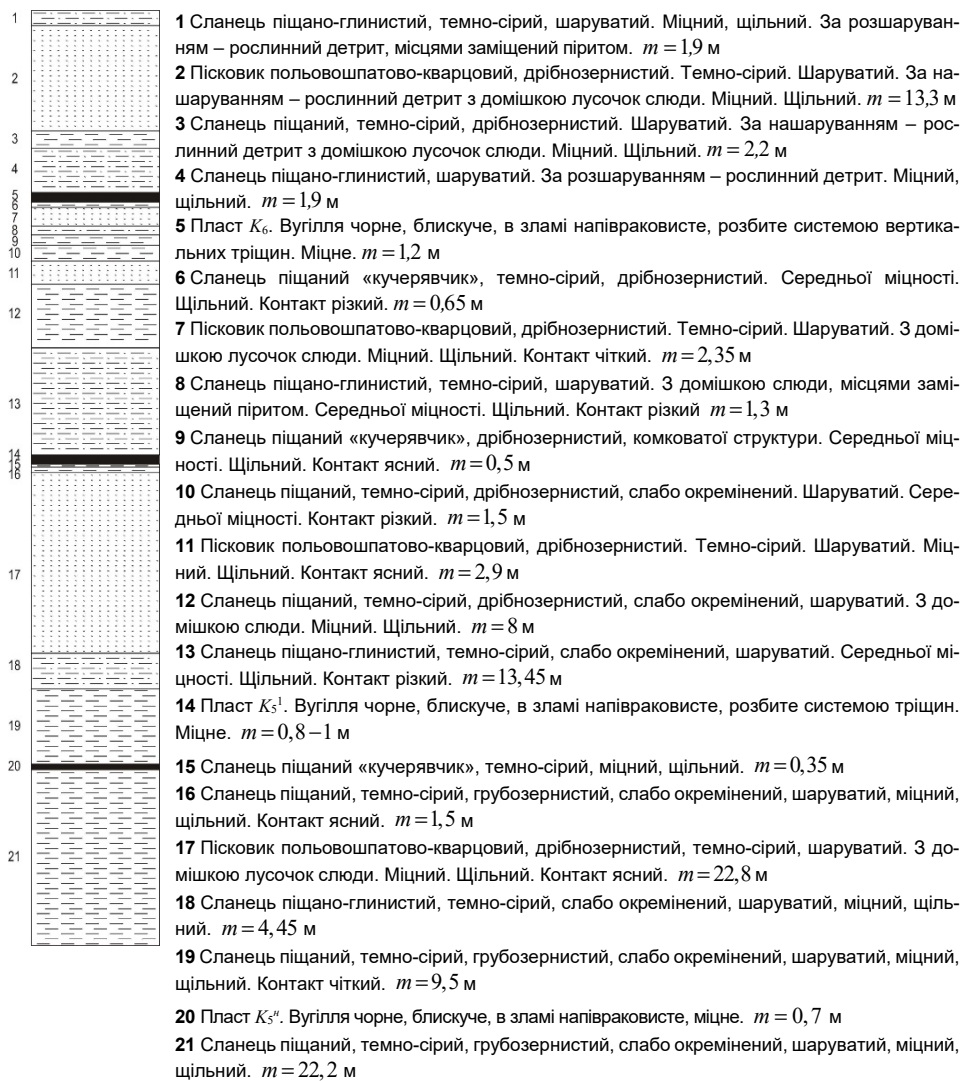 1
2
3
4
5
6
7
8
9
10
11
12
13
14
15
16
17
18
19
20
21
1 Сланець піщано-глинистий, темно-сірий, шаруватий. Міцний, щільний. За розшаруван-
ням – рослинний детрит, місцями заміщений піритом. m = 1,9 м
2 Пісковик польовошпатово-кварцовий, дрібнозернистий. Темно-сірий. Шаруватий. За на-
шаруванням – рослинний детрит з домішкою лусочок слюди. Міцний. Щільний. m = 13,3 м
3 Сланець піщаний, темно-сірий, дрібнозернистий. Шаруватий. За нашаруванням – рос-
линний детрит з домішкою лусочок слюди. Міцний. Щільний. m = 2,2 м
4 Сланець піщано-глинистий, шаруватий. За розшаруванням – рослинний детрит. Міцний,
щільний. m = 1,9 м
5 Пласт K₆. Вугілля чорне, блискуче, в зламі напівраковисте, розбите системою вертика-
льних тріщин. Міцне. m = 1,2 м
6 Сланець піщаний «кучерявчик», темно-сірий, дрібнозернистий. Середньої міцності.
Щільний. Контакт різкий. m = 0,65 м
7 Пісковик польовошпатово-кварцовий, дрібнозернистий. Темно-сірий. Шаруватий. З домі-
шкою лусочок слюди. Міцний. Щільний. Контакт чіткий. m = 2,35 м
8 Сланець піщано-глинистий, темно-сірий, шаруватий. З домішкою слюди, місцями замі-
щений піритом. Середньої міцності. Щільний. Контакт різкий m = 1,3 м
9 Сланець піщаний «кучерявчик», дрібнозернистий, комковатої структури. Середньої міц-
ності. Щільний. Контакт ясний. m = 0,5 м
10 Сланець піщаний, темно-сірий, дрібнозернистий, слабо окремінений. Шаруватий. Сере-
дньої міцності. Контакт різкий. m = 1,5 м
11 Пісковик польовошпатово-кварцовий, дрібнозернистий. Темно-сірий. Шаруватий. Міц-
ний. Щільний. Контакт ясний. m = 2,9 м
12 Сланець піщаний, темно-сірий, дрібнозернистий, слабо окремінений, шаруватий. З до-
мішкою слюди. Міцний. Щільний. m = 8 м
13 Сланець піщано-глинистий, темно-сірий, слабо окремінений, шаруватий. Середньої мі-
цності. Щільний. Контакт різкий. m = 13,45 м
14 Пласт K₅¹. Вугілля чорне, блискуче, в зламі напівраковисте, розбите системою тріщин.
Міцне. m = 0,8 – 1 м
15 Сланець піщаний «кучерявчик», темно-сірий, міцний, щільний. m = 0,35 м
16 Сланець піщаний, темно-сірий, грубозернистий, слабо окремінений, шаруватий, міцний,
щільний. Контакт ясний. m = 1,5 м
17 Пісковик польовошпатово-кварцовий, дрібнозернистий, темно-сірий, шаруватий. З до-
мішкою лусочок слюди. Міцний. Щільний. Контакт ясний. m = 22,8 м
18 Сланець піщано-глинистий, темно-сірий, слабо окремінений, шаруватий, міцний, щіль-
ний. m = 4,45 м
19 Сланець піщаний, темно-сірий, грубозернистий, слабо окремінений, шаруватий, міцний,
щільний. Контакт чіткий. m = 9,5 м
20 Пласт K₅ⁿ. Вугілля чорне, блискуче, в зламі напівраковисте, міцне. m = 0,7 м
21 Сланець піщаний, темно-сірий, грубозернистий, слабо окремінений, шаруватий, міцний,
щільний. m = 22,2 м